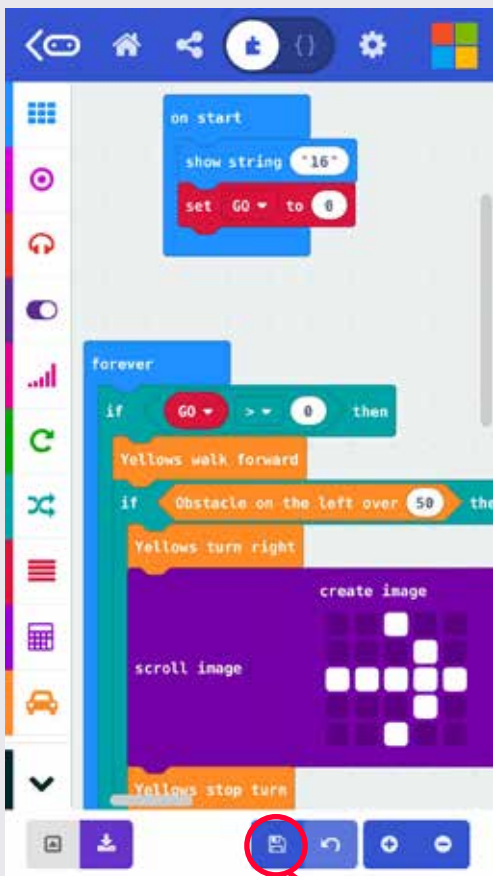 {}
on start
show string "16"
set GO to 0
forever
if GO > 0 then
Yellows walk forward
if Obstacle on the left over 50 the
Yellows turn right
create image
scroll image
Yellows stop turn